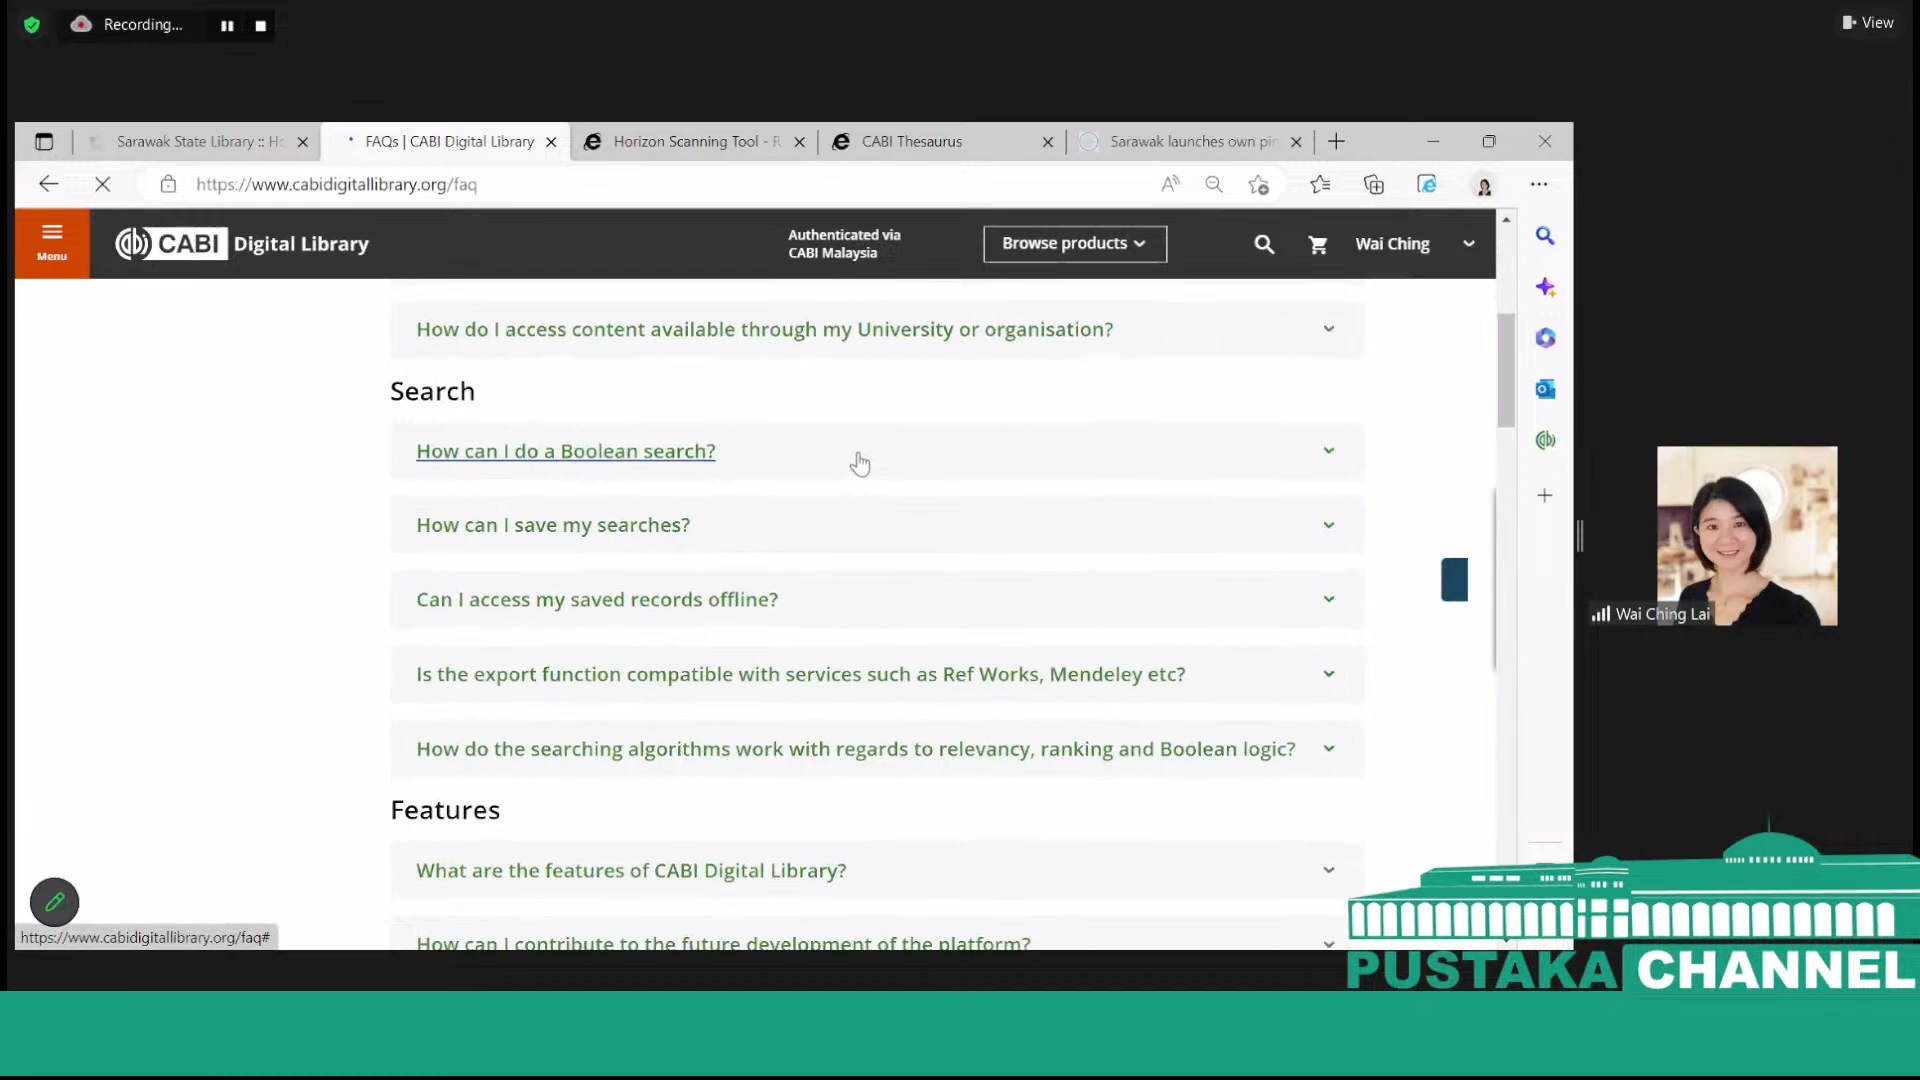 Recording...
View
Sarawak State Library :: Ho
FAQs | CABI Digital Library
Horizon Scanning Tool - R
CABI Thesaurus
Sarawak launches own pin
https://www.cabidigitallibrary.org/faq
Menu
CABI Digital Library
Authenticated via
CABI Malaysia
Browse products
Wai Ching
How do I access content available through my University or organisation?
Search
How can I do a Boolean search?
How can I save my searches?
Can I access my saved records offline?
Is the export function compatible with services such as Ref Works, Mendeley etc?
How do the searching algorithms work with regards to relevancy, ranking and Boolean logic?
Features
What are the features of CABI Digital Library?
How can I contribute to the future development of the platform?
https://www.cabidigitallibrary.org/faq#
Wai Ching Lai
PUSTAKA CHANNEL